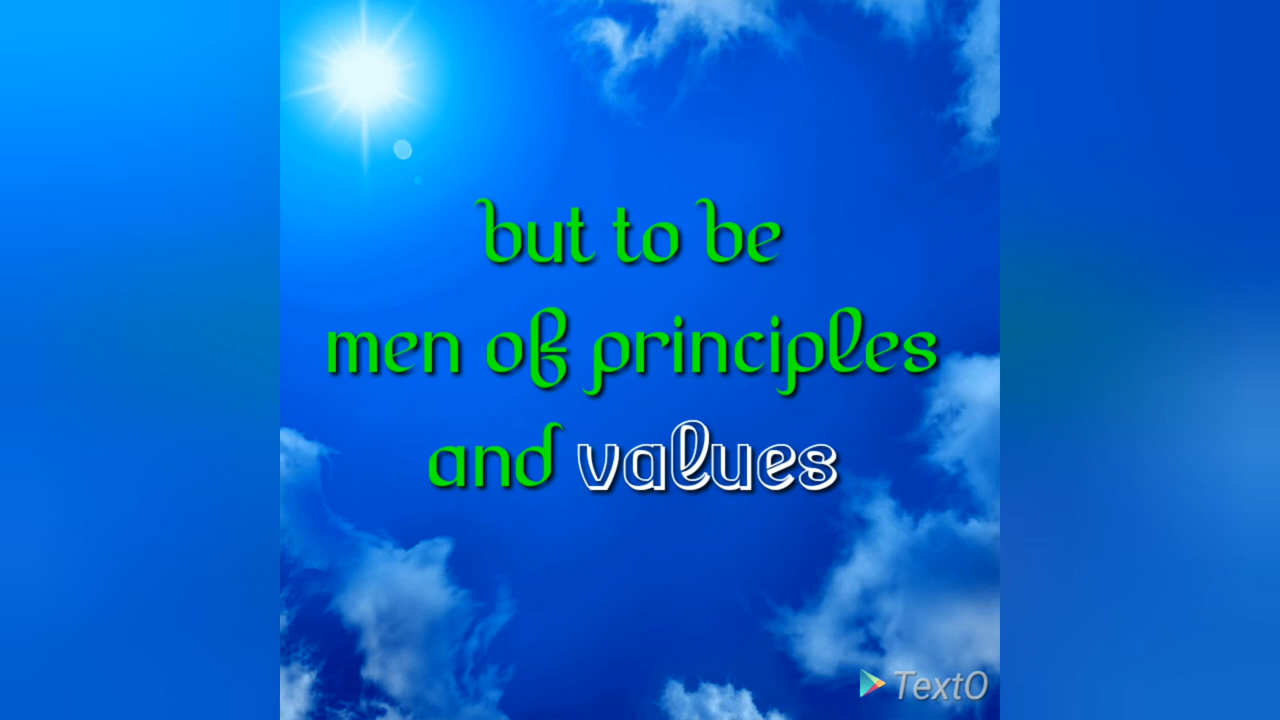 but to be
men of principles
and values
TextO